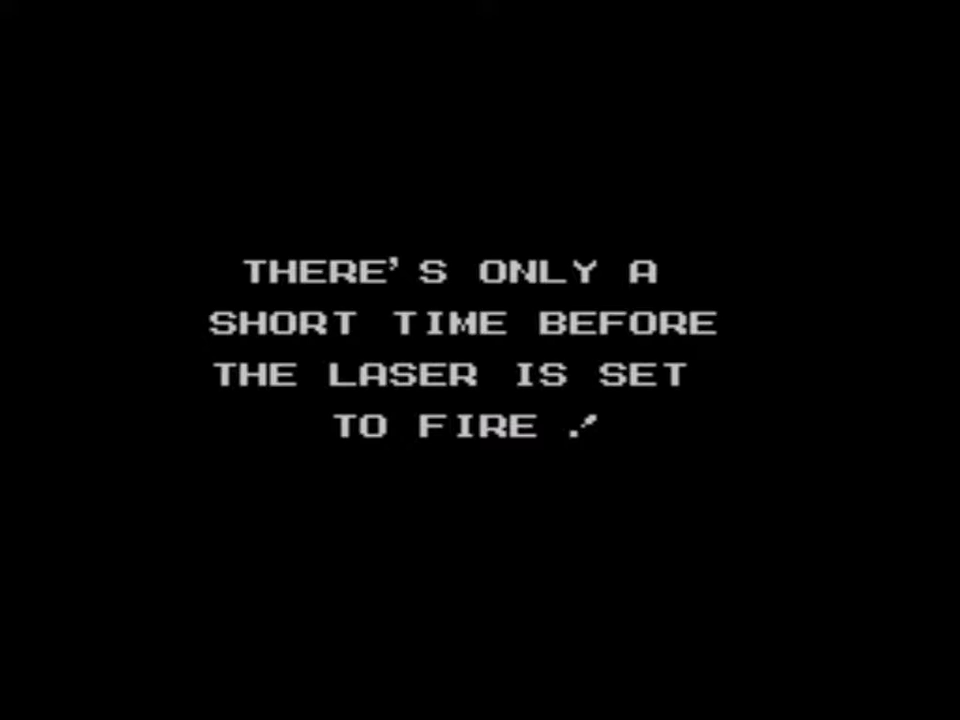 THERE'S ONLY A
SHORT TIME BEFORE
THE LASER IS SET
TO FIRE !